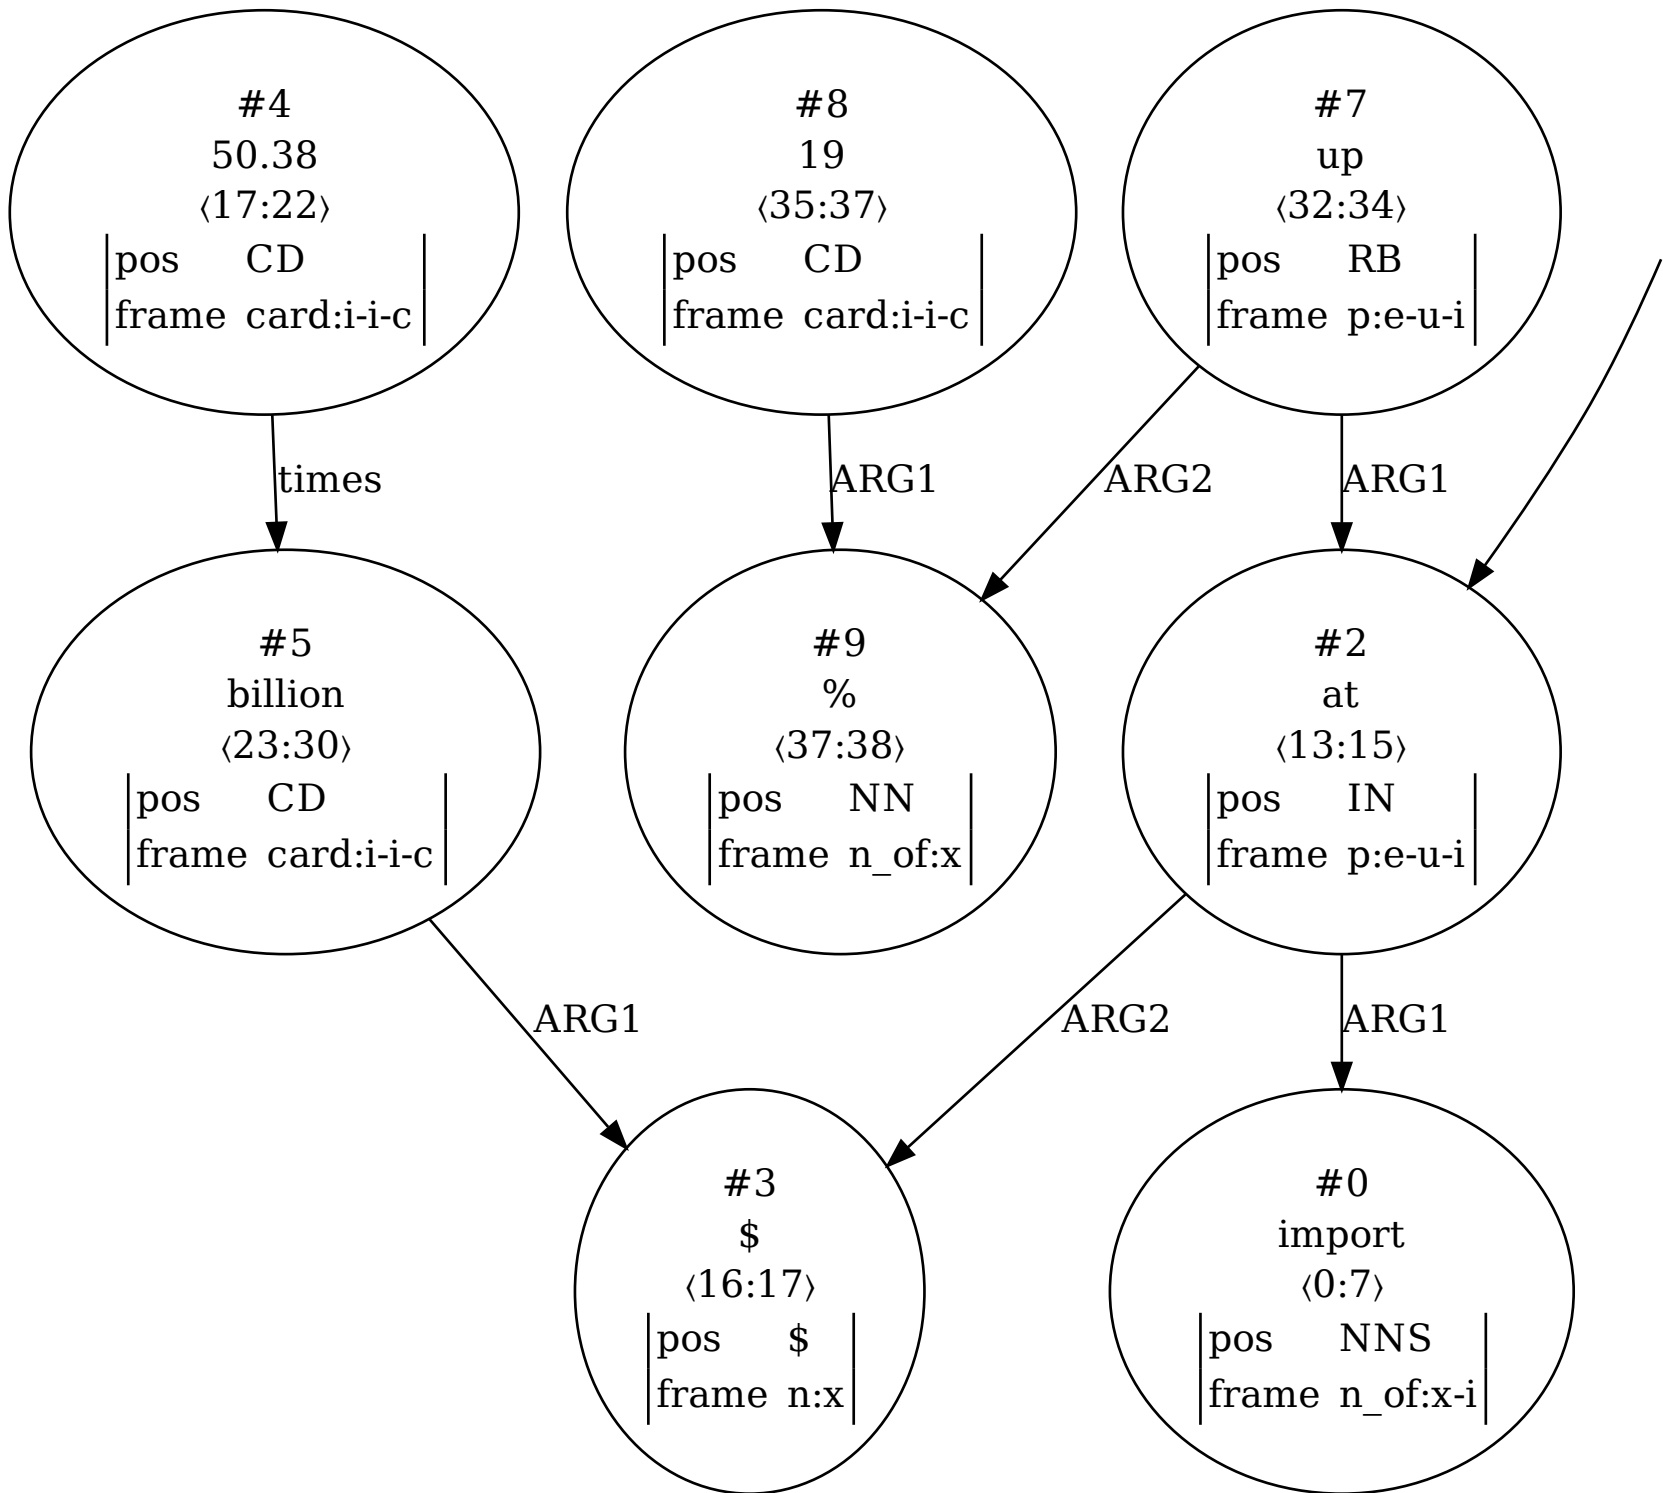 #4
50.38
⟨17:22⟩
pos CD
frame card:i-i-c
#8
19
⟨35:37⟩
pos CD
frame card:i-i-c
#7
up
⟨32:34⟩
pos RB
frame p:e-u-i
times
ARG1
ARG2
ARG1
#5
billion
⟨23:30⟩
pos CD
frame card:i-i-c
#9
%
⟨37:38⟩
pos NN
frame n_of:x
#2
at
⟨13:15⟩
pos IN
frame p:e-u-i
ARG1
ARG2
ARG1
#3
$
⟨16:17⟩
pos $
frame n:x
#0
import
⟨0:7⟩
pos NNS
frame n_of:x-i